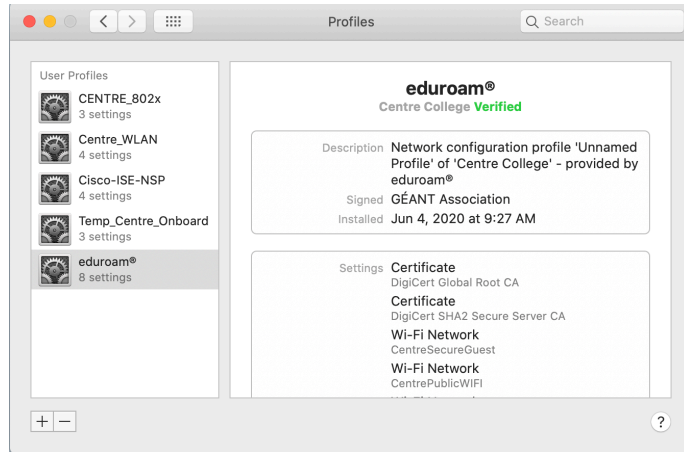 Profiles
Search
User Profiles
CENTRE_802x
3 settings
Centre_WLAN
4 settings
Cisco-ISE-NSP
4 settings
Temp_Centre_Onboard
3 settings
eduroam®
8 settings
eduroam®
Centre College Verified
Description Network configuration profile 'Unnamed
Profile' of 'Centre College' - provided by
eduroam®
Signed GÉANT Association
Installed Jun 4, 2020 at 9:27 AM
Settings Certificate
DigiCert Global Root CA
Certificate
DigiCert SHA2 Secure Server CA
Wi-Fi Network
CentreSecureGuest
Wi-Fi Network
CentrePublicWIFI
+ −
?